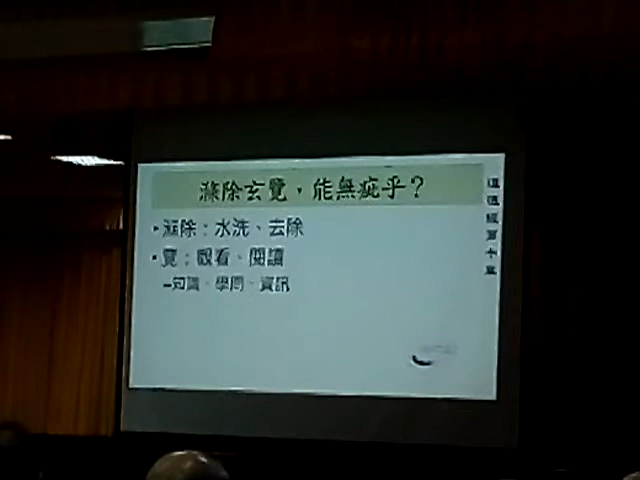 滌除玄覽，能無疵乎？
・滌除：水洗、去除
・覽：觀看、閱讀
–知識、學問、資訊
道德經第十章